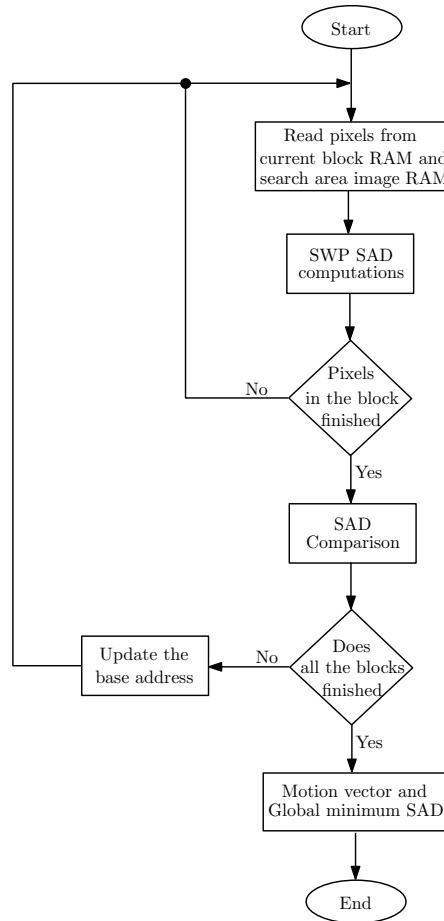 Start
Read pixels from
current block RAM and
search area image RAM
SWP SAD
computations
Pixels
in the block
finished
No
Yes
SAD
Comparison
Does
all the blocks
finished
No
Update the
base address
Yes
Motion vector and
Global minimum SAD
End